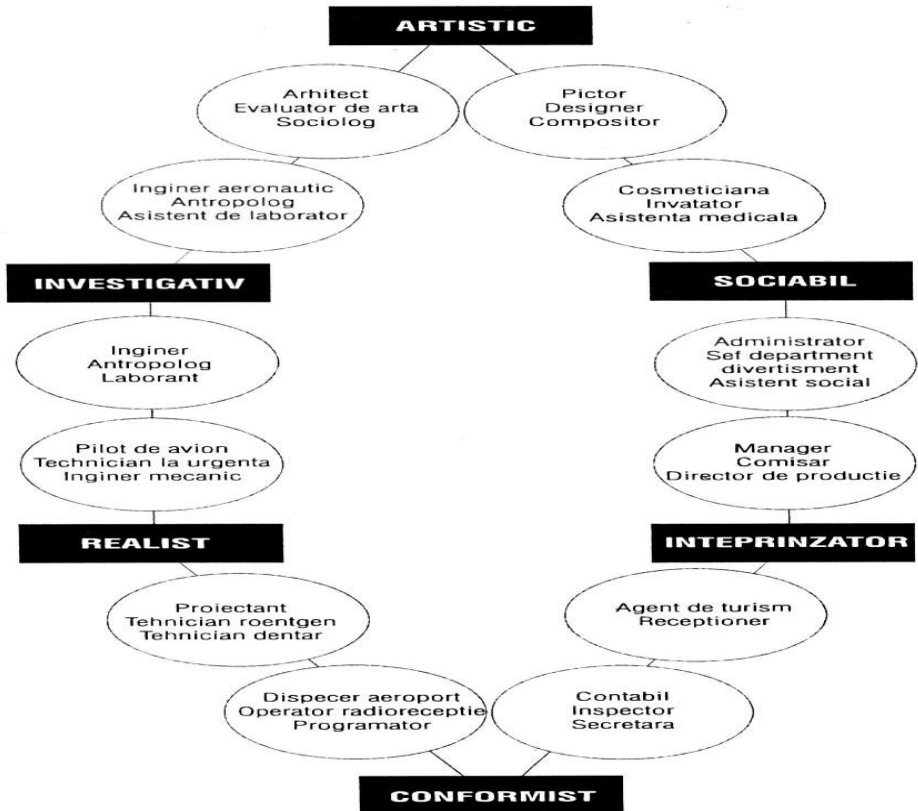 ARTISTIC
Arhitect
Evaluator de arta
Sociolog
Pictor
Designer
Compositor
Inginer aeronautic
Antropolog
Asistent de laborator
Cosmeticiana
Invatator
Asistenta medicala
INVESTIGATIV
SOCIABIL
Inginer
Antropolog
Laborant
Administrator
Sef department
divertisment
Asistent social
Pilot de avion
Technician la urgenta
Inginer mecanic
Manager
Comisar
Director de productie
REALIST
INTEPRINZATOR
Proiectant
Tehnician roentgen
Tehnician dentar
Agent de turism
Receptioner
Dispecer aeroport
Operator radioreceptie
Programator
Contabil
Inspector
Secretara
CONFORMIST